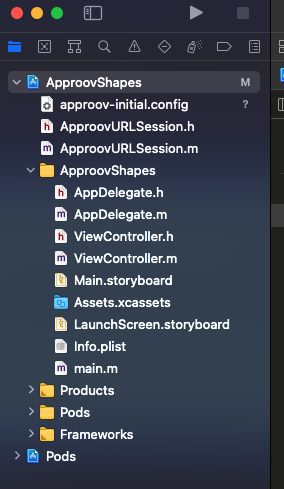 ApproovShapes M
approov-initial.config ?
h ApproovURLSession.h
m ApproovURLSession.m
ApproovShapes
h AppDelegate.h
m AppDelegate.m
h ViewController.h
m ViewController.m
Main.storyboard
Assets.xcassets
LaunchScreen.storyboard
Info.plist
m main.m
Products
Pods
Frameworks
Pods